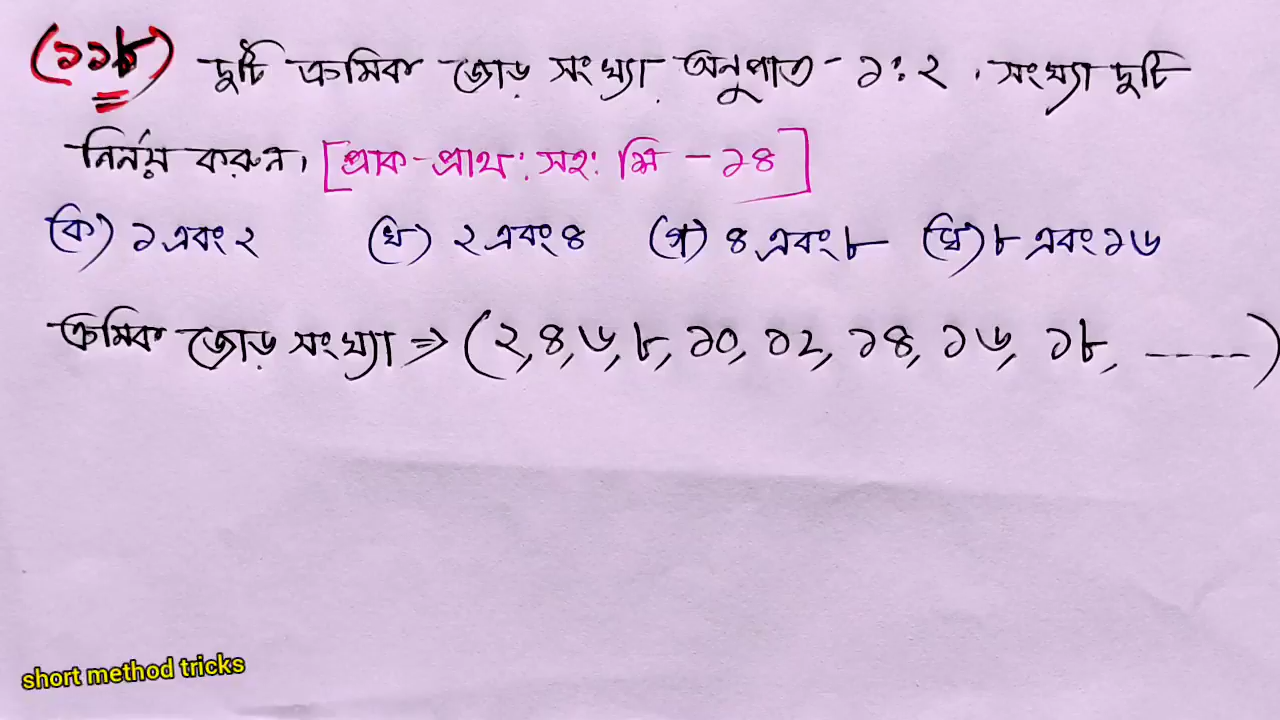 (১১৮) দুটি ক্রমিক জোড় সংখ্যা অনুপাত - ১:২ . সংখ্যা দুটি
নির্নয় করুন। [প্রাক-প্রাথ: সহ: শি - ১৪]
(ক) ১ এবং ২ (খ) ২ এবং ৪ (গ) ৪ এবং ৮ (ঘ) ৮ এবং ১৬
ক্রমিক জোড় সংখ্যা ⇒ (২, ৪, ৬, ৮, ১০, ১২, ১৪, ১৬, ১৮, -----)
short method tricks